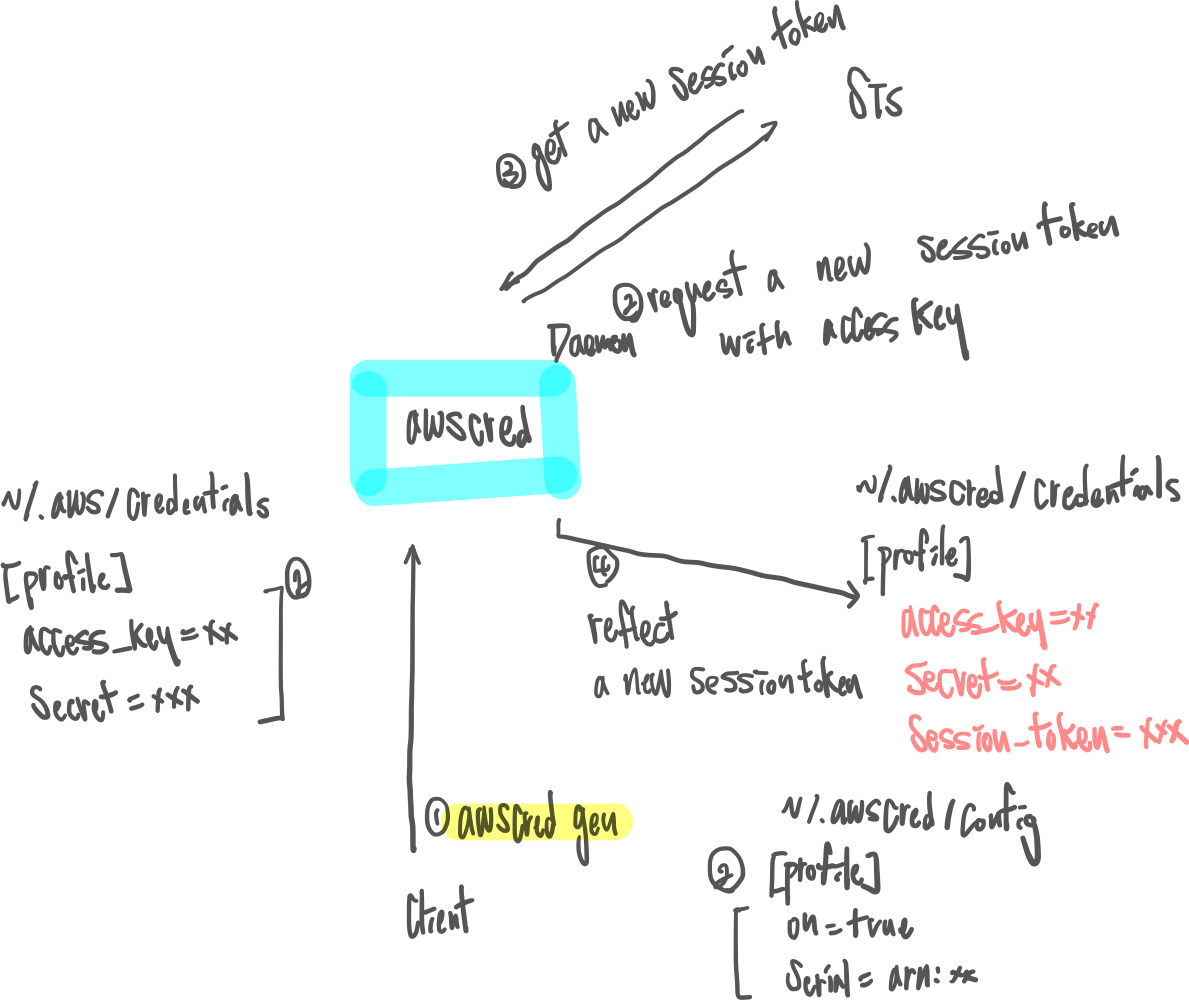 ③ get a new session token
STS
② request a new session token
with access key
Daemon
awscred
~/.aws/credentials
[profile]
②
access_key=xx
secret=xxx
~/.awscred/credentials
[profile]
access_key=xx
secret=xx
session_token=xxx
④
reflect
a new session token
① awscred gen
Client
~/.awscred/config
② [profile]
on=true
serial=arn:xx